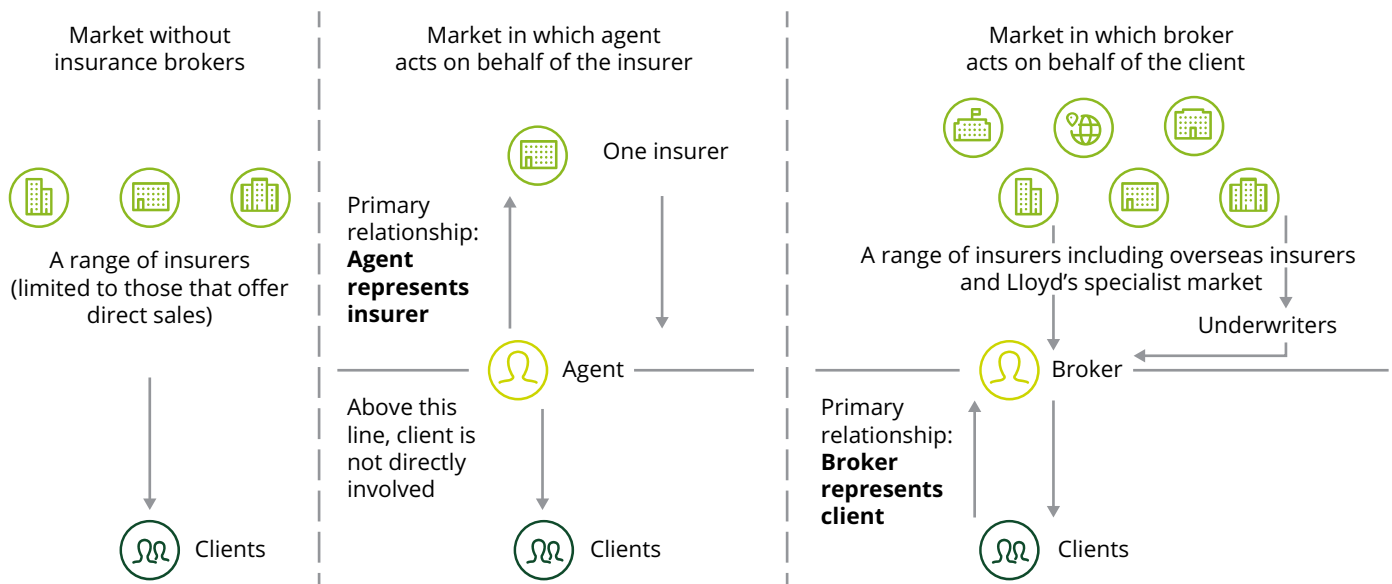 Market without
insurance brokers
A range of insurers
(limited to those that offer
direct sales)
Clients
Market in which agent
acts on behalf of the insurer
One insurer
Primary
relationship:
Agent
represents
insurer
Agent
Above this
line, client is
not directly
involved
Clients
Market in which broker
acts on behalf of the client
A range of insurers including overseas insurers
and Lloyd’s specialist market
Underwriters
Broker
Primary
relationship:
Broker
represents
client
Clients